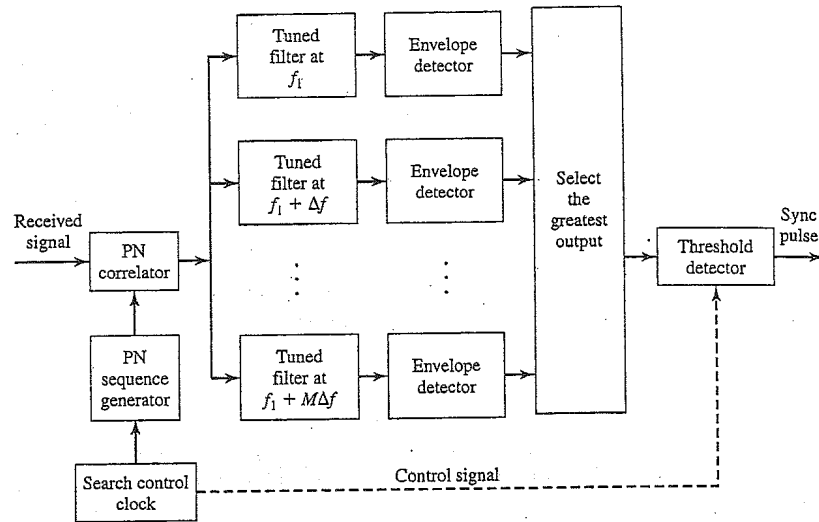 Tuned
filter at
f₁
Envelope
detector
Tuned
filter at
f₁ + Δf
Envelope
detector
Select
the
greatest
output
Received
signal
PN
correlator
Threshold
detector
Sync
pulse
PN
sequence
generator
Tuned
filter at
f₁ + MΔf
Envelope
detector
Search control
clock
Control signal